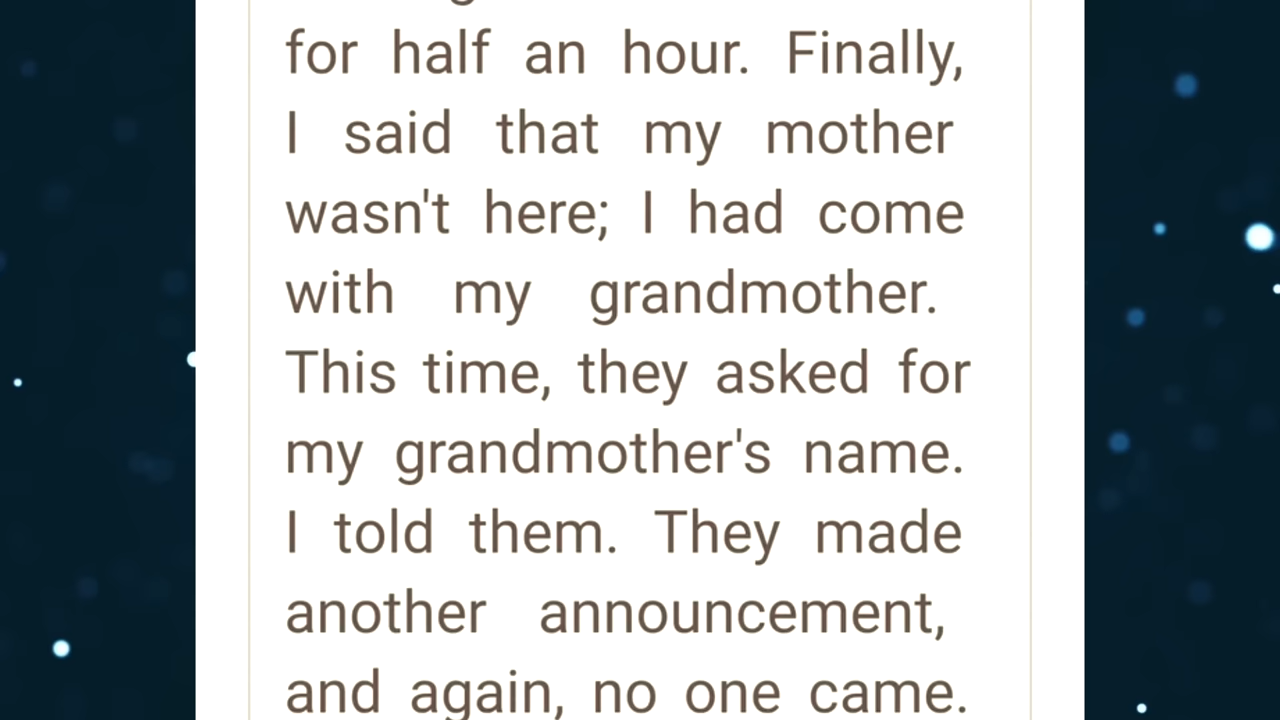 for half an hour. Finally,
I said that my mother
wasn't here; I had come
with my grandmother.
This time, they asked for
my grandmother's name.
I told them. They made
another announcement,
and again, no one came.